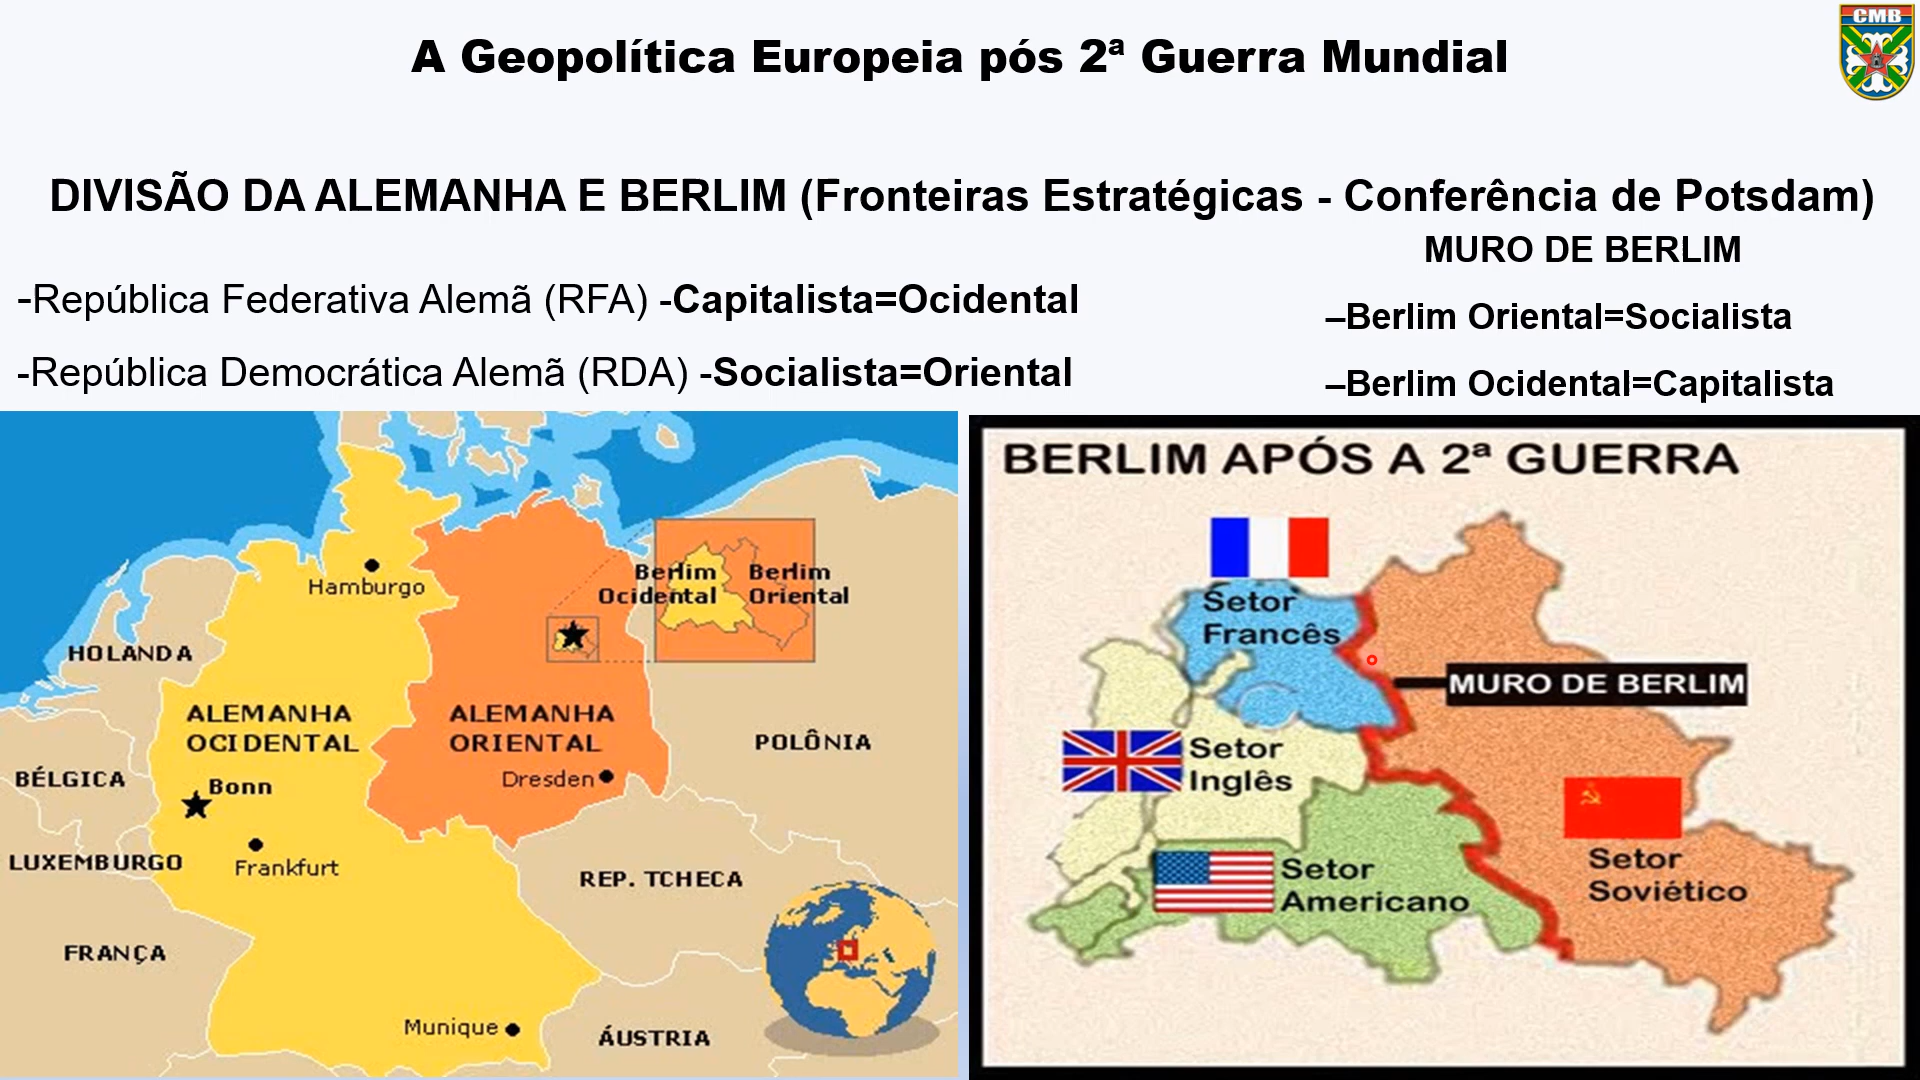 CMB
A Geopolítica Europeia pós 2ª Guerra Mundial
DIVISÃO DA ALEMANHA E BERLIM (Fronteiras Estratégicas - Conferência de Potsdam)
MURO DE BERLIM
-República Federativa Alemã (RFA) -Capitalista=Ocidental
–Berlim Oriental=Socialista
-República Democrática Alemã (RDA) -Socialista=Oriental
–Berlim Ocidental=Capitalista
Hamburgo
Berlim
Ocidental
Berlim
Oriental
HOLANDA
ALEMANHA
OCIDENTAL
ALEMANHA
ORIENTAL
POLÔNIA
Dresden
BÉLGICA
Bonn
LUXEMBURGO
Frankfurt
REP. TCHECA
FRANÇA
Munique
ÁUSTRIA
BERLIM APÓS A 2ª GUERRA
Setor
Francês
MURO DE BERLIM
Setor
Inglês
Setor
Americano
Setor
Soviético